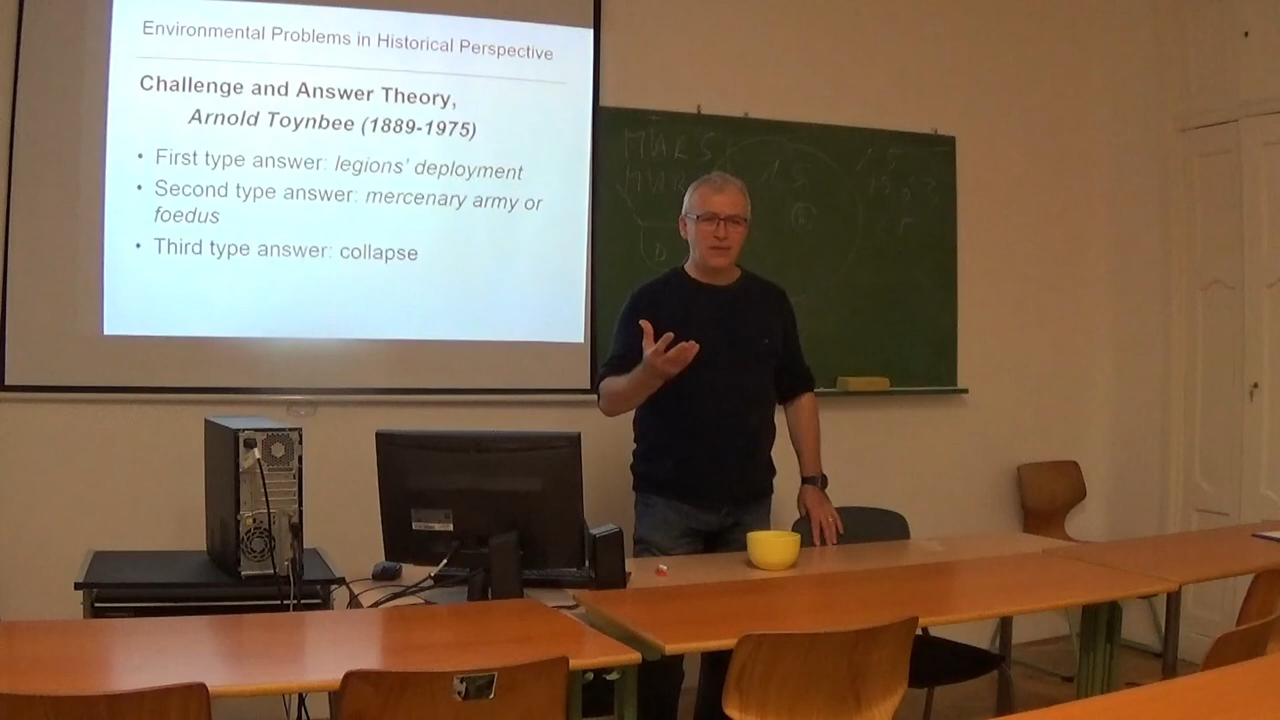 Environmental Problems in Historical Perspective
Challenge and Answer Theory,
Arnold Toynbee (1889-1975)
• First type answer: legions' deployment
• Second type answer: mercenary army or
foedus
• Third type answer: collapse
MARS